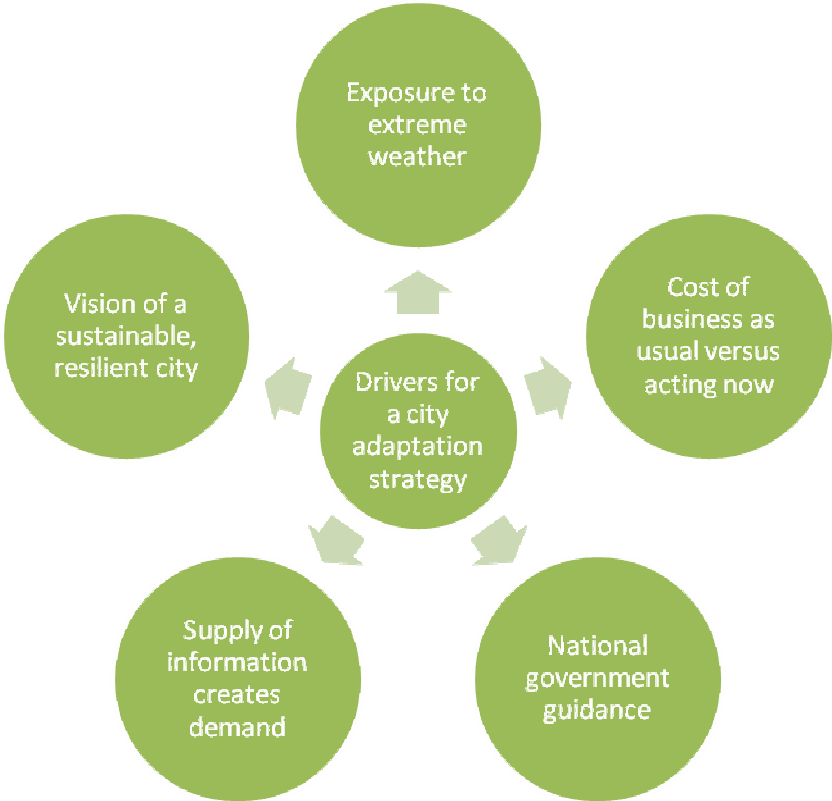 Exposure to
extreme
weather
Cost of
business as
usual versus
acting now
National
government
guidance
Supply of
information
creates
demand
Vision of a
sustainable,
resilient city
Drivers for
a city
adaptation
strategy